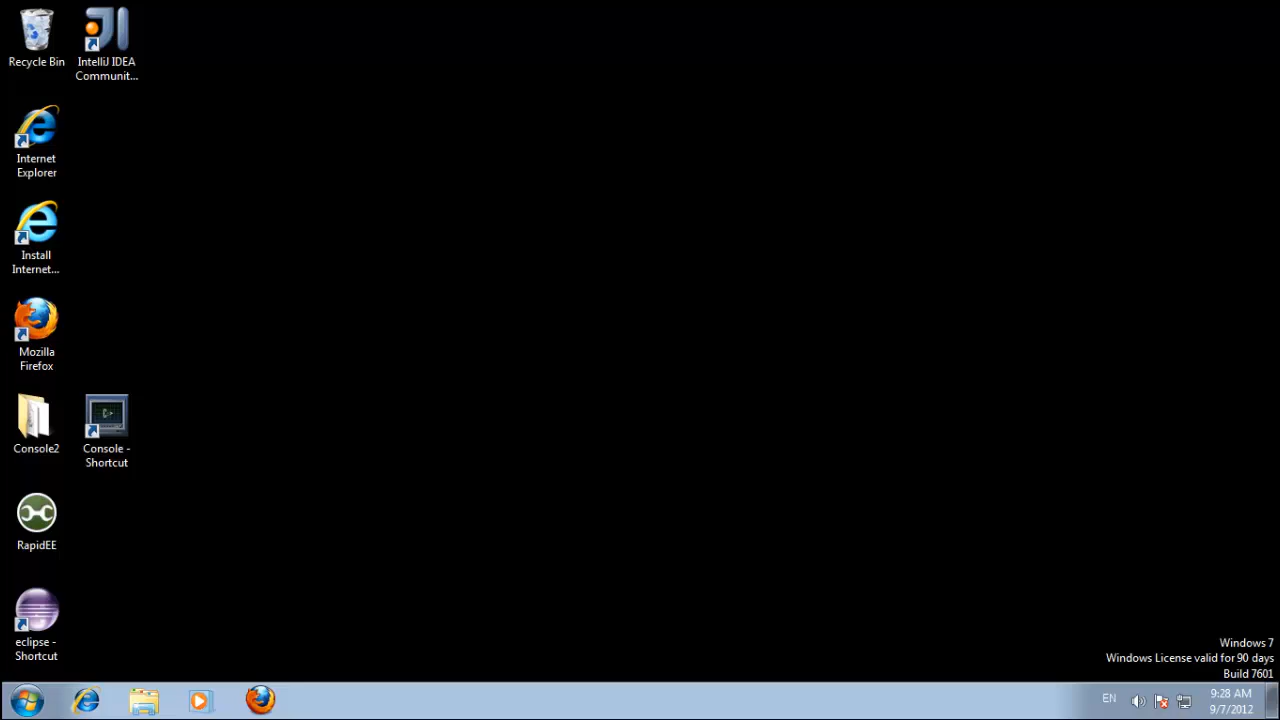 Recycle Bin
IntelliJ IDEA
Communit...
Internet
Explorer
Install
Internet...
Mozilla
Firefox
Console2
Console -
Shortcut
RapidEE
eclipse -
Shortcut
Windows 7
Windows License valid for 90 days
Build 7601
EN
9:28 AM
9/7/2012